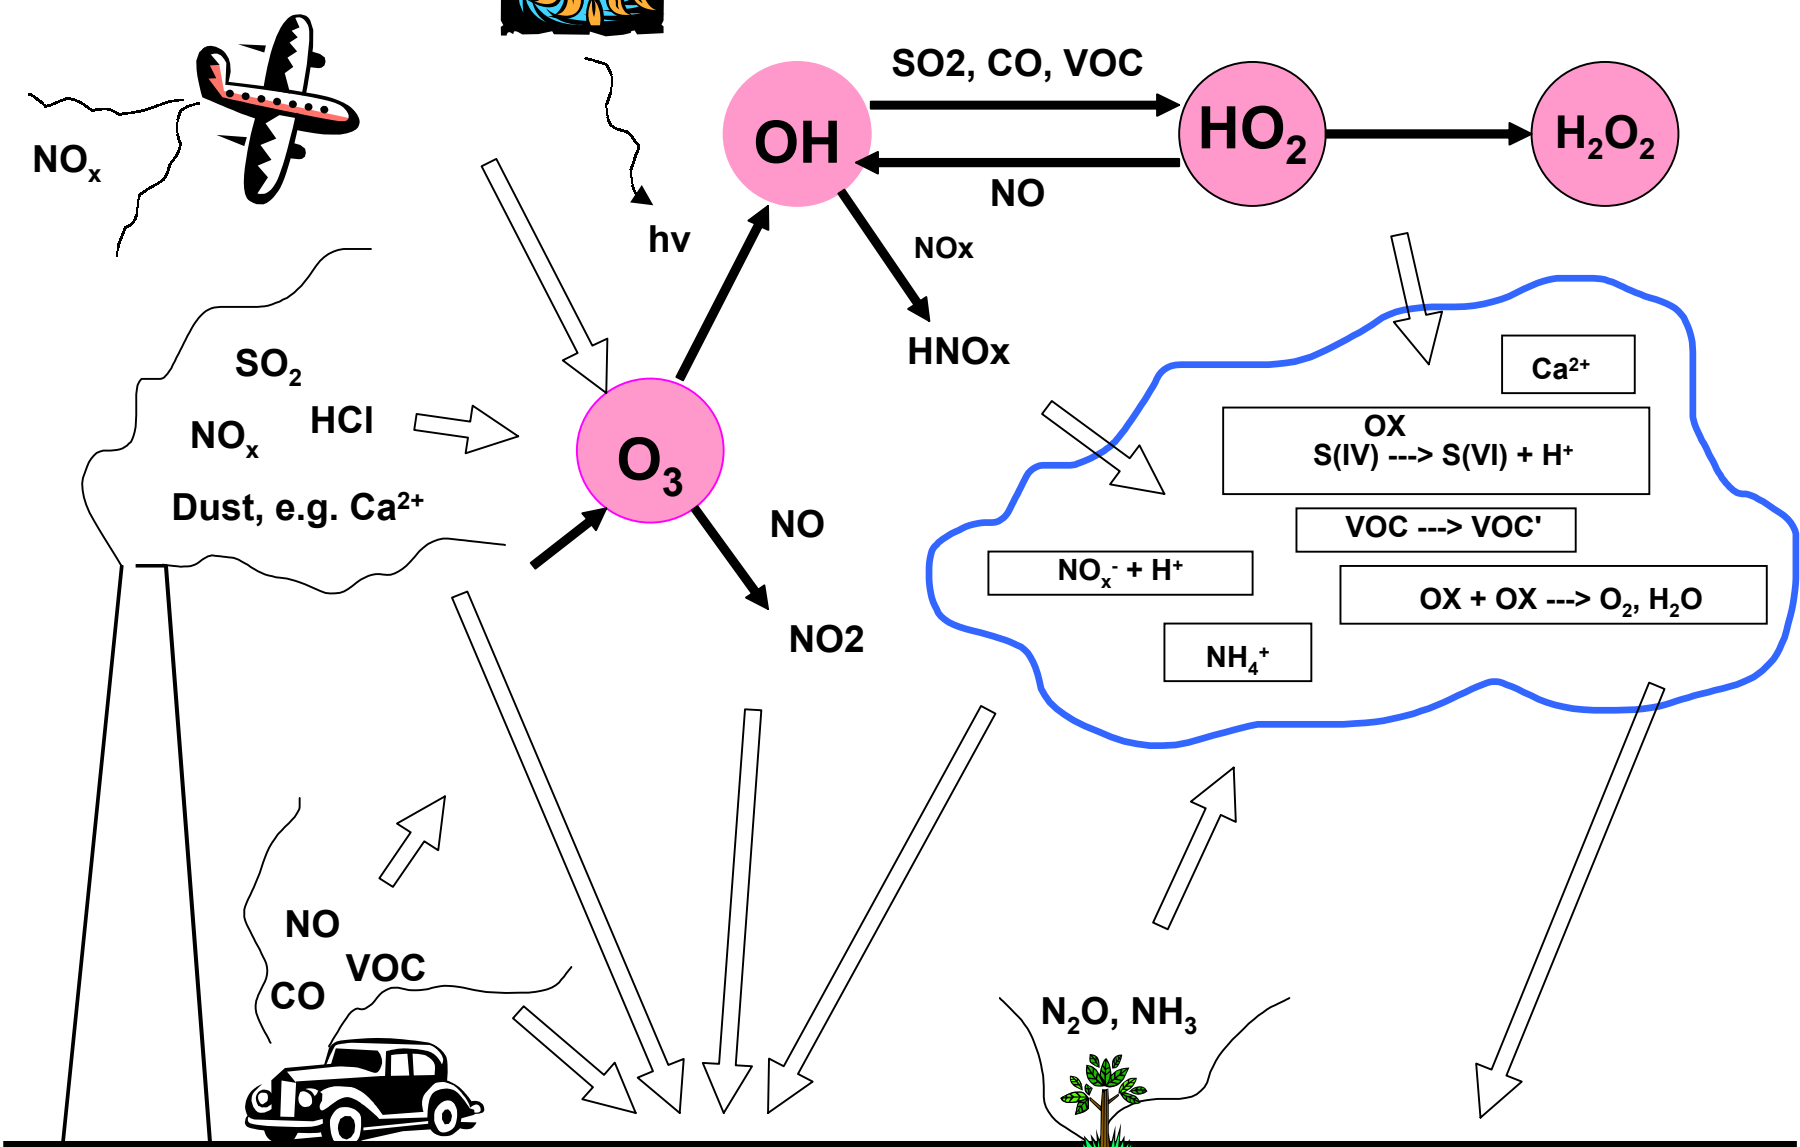 SO2, CO, VOC
OH
HO₂
H₂O₂
NO
NOₓ
hv
NOx
HNOx
SO₂
HCl
NOₓ
Dust, e.g. Ca²⁺
O₃
NO
NO2
Ca²⁺
OX
S(IV) ---> S(VI) + H⁺
VOC ---> VOC'
NOₓ⁻ + H⁺
OX + OX ---> O₂, H₂O
NH₄⁺
NO
VOC
CO
N₂O, NH₃